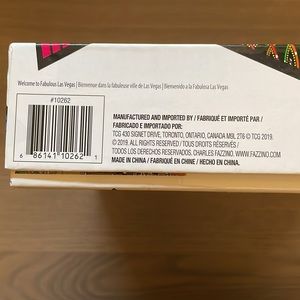 Welcome to Fabulous Las Vegas | Bienvenue dans la fabuleuse ville de Las Vegas | Bienvenido a la Fabulosa Las Vegas
#10262
6 86141 10262 1
MANUFACTURED AND IMPORTED BY / FABRIQUÉ ET IMPORTÉ PAR /
FABRICADO E IMPORTADO POR:
TCG 430 SIGNET DRIVE, TORONTO, ONTARIO, CANADA M9L 2T6 © TCG 2019.
© 2019. ALL RIGHTS RESERVED / TOUS DROITS RÉSERVÉS /
TODOS LOS DERECHOS RESERVADOS. CHARLES FAZZINO. WWW.FAZZINO.COM
MADE IN CHINA / FABRIQUÉ EN CHINE / HECHO EN CHINA.